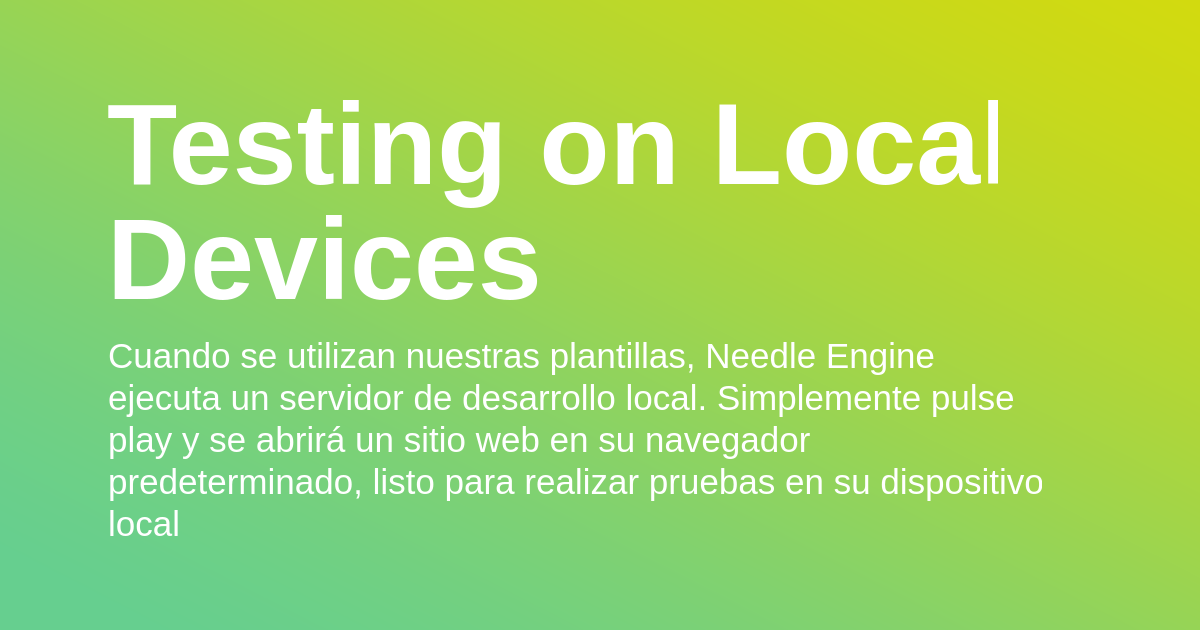 Testing on Local
Devices
Cuando se utilizan nuestras plantillas, Needle Engine
ejecuta un servidor de desarrollo local. Simplemente pulse
play y se abrirá un sitio web en su navegador
predeterminado, listo para realizar pruebas en su dispositivo
local